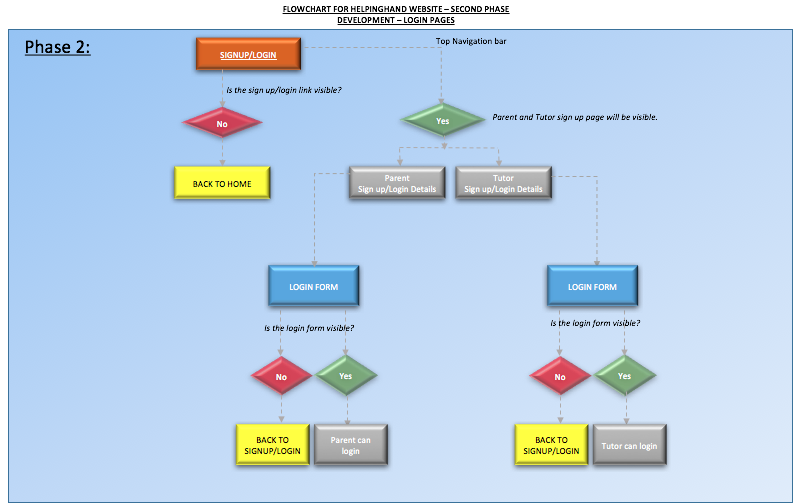 FLOWCHART FOR HELPINGHAND WEBSITE – SECOND PHASE
DEVELOPMENT – LOGIN PAGES
Phase 2:
SIGNUP/LOGIN
Top Navigation bar
Is the sign up/login link visible?
No
Yes
Parent and Tutor sign up page will be visible.
BACK TO HOME
Parent
Sign up/Login Details
Tutor
Sign up/Login Details
LOGIN FORM
LOGIN FORM
Is the login form visible?
Is the login form visible?
No
Yes
No
Yes
BACK TO
SIGNUP/LOGIN
Parent can
login
BACK TO
SIGNUP/LOGIN
Tutor can login